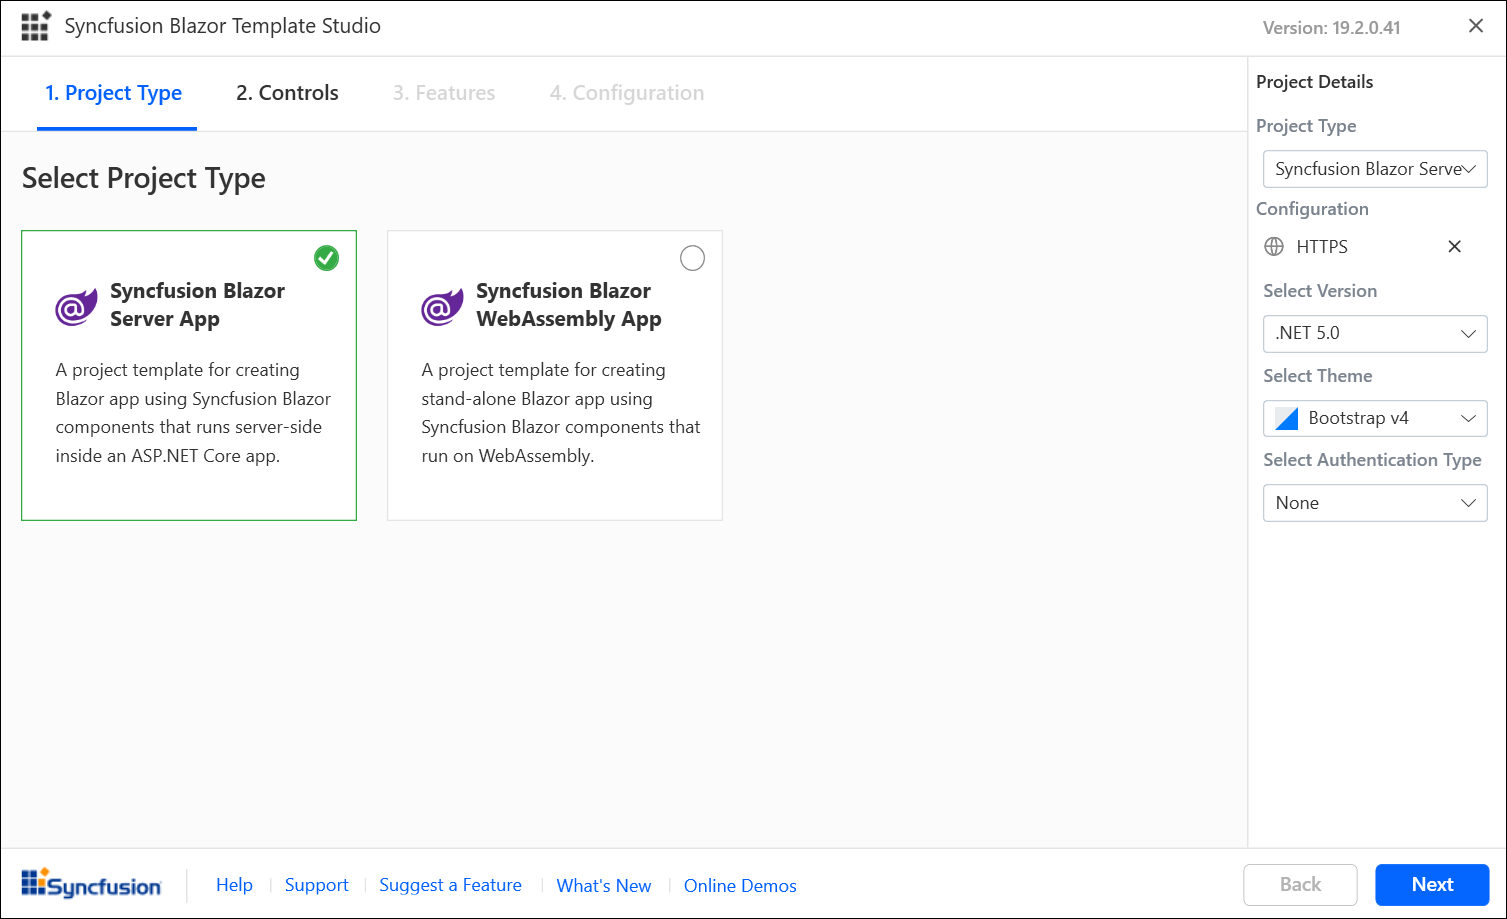 Syncfusion Blazor Template Studio
Version: 19.2.0.41
1. Project Type
2. Controls
3. Features
4. Configuration
Select Project Type
Syncfusion Blazor
Server App
A project template for creating
Blazor app using Syncfusion Blazor
components that runs server-side
inside an ASP.NET Core app.
Syncfusion Blazor
WebAssembly App
A project template for creating
stand-alone Blazor app using
Syncfusion Blazor components that
run on WebAssembly.
Project Details
Project Type
Syncfusion Blazor Serve
Configuration
HTTPS
Select Version
.NET 5.0
Select Theme
Bootstrap v4
Select Authentication Type
None
Syncfusion
Help
Support
Suggest a Feature
What's New
Online Demos
Back
Next